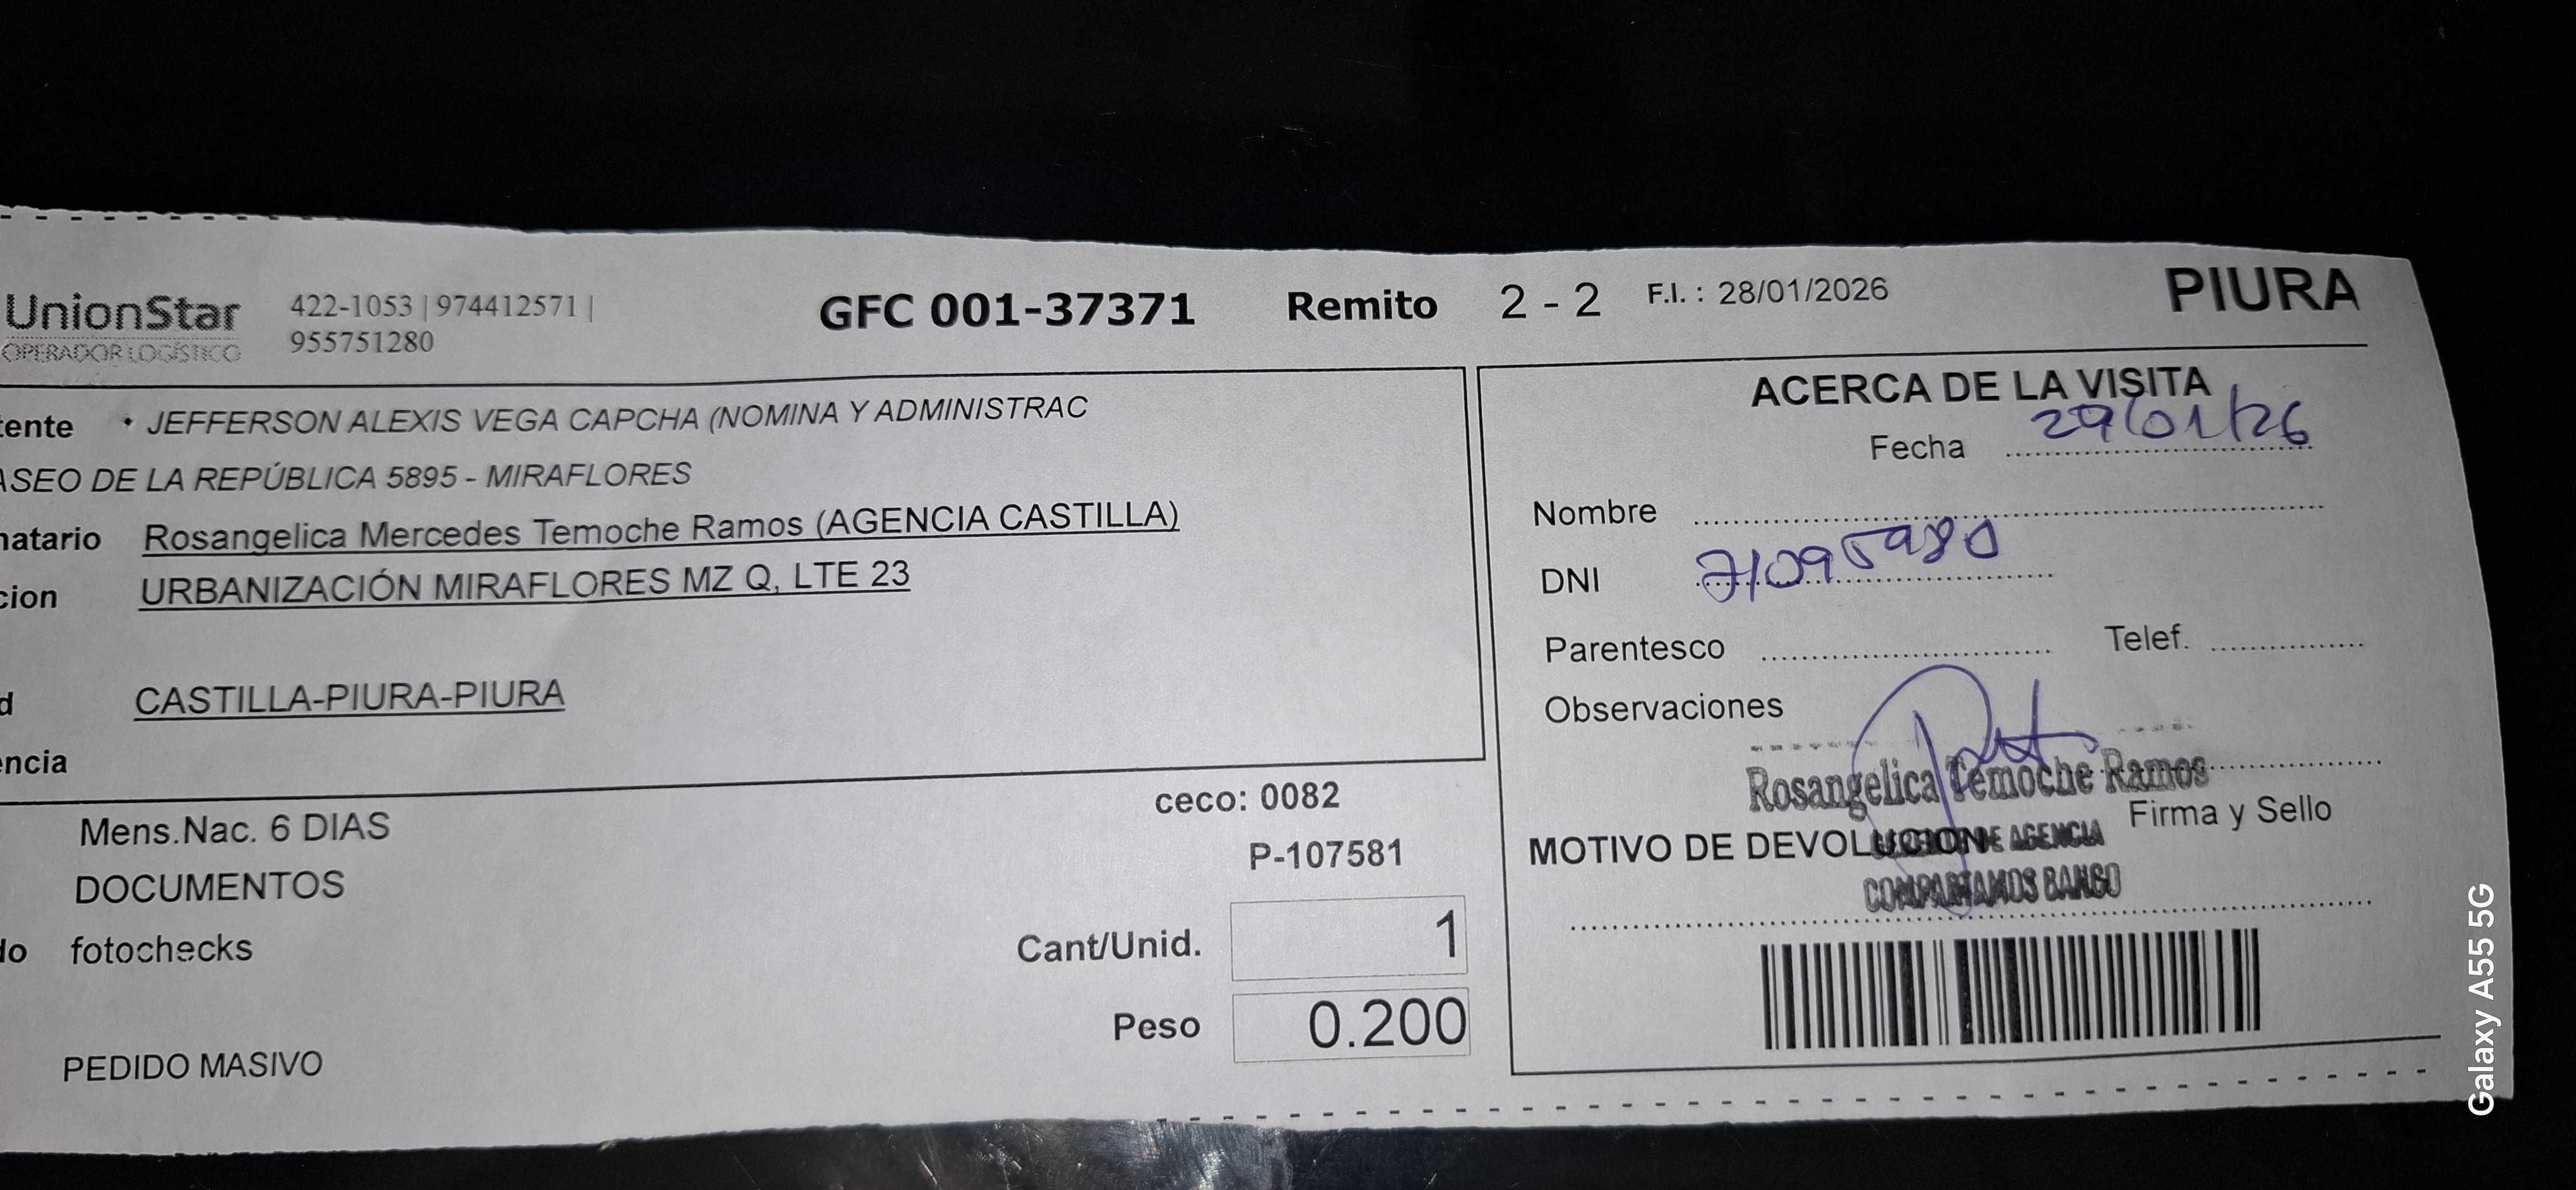 UnionStar
OPERADOR LOGÍSTICO
422-1053 | 974412571 |
955751280
GFC 001-37371 Remito 2 - 2 F.I. : 28/01/2026 PIURA
tente • JEFFERSON ALEXIS VEGA CAPCHA (NOMINA Y ADMINISTRAC
ASEO DE LA REPÚBLICA 5895 - MIRAFLORES
natario Rosangelica Mercedes Temoche Ramos (AGENCIA CASTILLA)
cion URBANIZACIÓN MIRAFLORES MZ Q, LTE 23
d CASTILLA-PIURA-PIURA
encia
Mens.Nac. 6 DIAS
DOCUMENTOS
do fotochecks
PEDIDO MASIVO
ceco: 0082
P-107581
Cant/Unid. 1
Peso 0.200
ACERCA DE LA VISITA
Fecha 29/01/26
Nombre
DNI 71095980
Parentesco Telef.
Observaciones
Rosangelica Temoche Ramos
Firma y Sello
MOTIVO DE DEVOLUCION
DE AGENCIA
COMPARTAMOS BANCO
Galaxy A55 5G